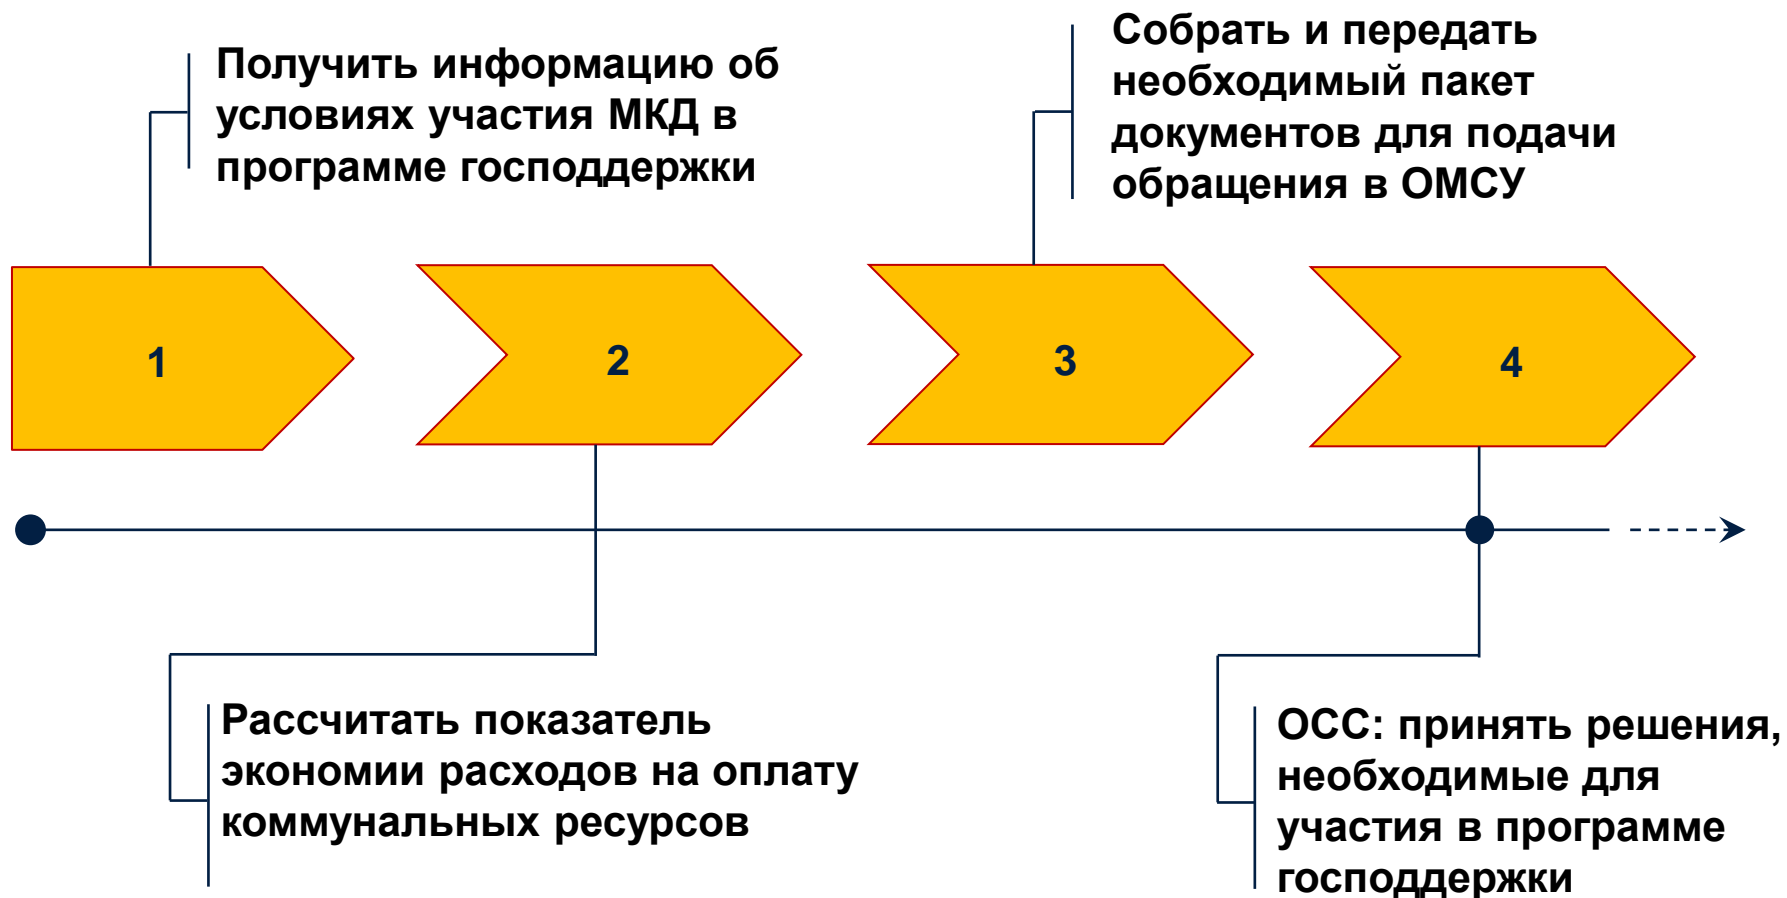 Получить информацию об
условиях участия МКД в
программе господдержки
Собрать и передать
необходимый пакет
документов для подачи
обращения в ОМСУ
1
2
3
4
Рассчитать показатель
экономии расходов на оплату
коммунальных ресурсов
ОСС: принять решения,
необходимые для
участия в программе
господдержки